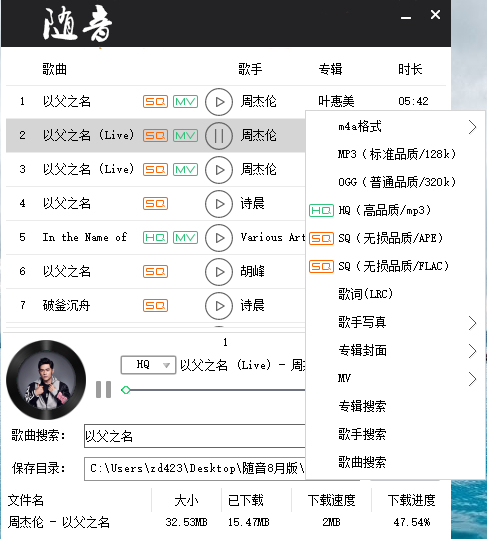 随音
歌曲 歌手 专辑 时长
1 以父之名 SQ MV 周杰伦 叶惠美 05:42
2 以父之名 (Live) SQ MV 周杰伦
3 以父之名 (Live) SQ MV 周杰伦
4 以父之名 SQ 诗晨
5 In the Name of HQ MV Various Art
6 以父之名 SQ 胡峰
7 破釜沉舟 SQ 诗晨
m4a格式
MP3（标准品质/128k）
OGG（普通品质/320k）
HQ HQ（高品质/mp3）
SQ SQ（无损品质/APE）
SQ SQ（无损品质/FLAC）
歌词(LRC)
歌手写真
专辑封面
MV
专辑搜索
歌手搜索
歌曲搜索
1
HQ 以父之名 (Live) - 周
歌曲搜索: 以父之名
保存目录: C:\Users\zd423\Desktop\随音8月版\
文件名 大小 已下载 下载速度 下载进度
周杰伦 - 以父之名 32.53MB 15.47MB 2MB 47.54%